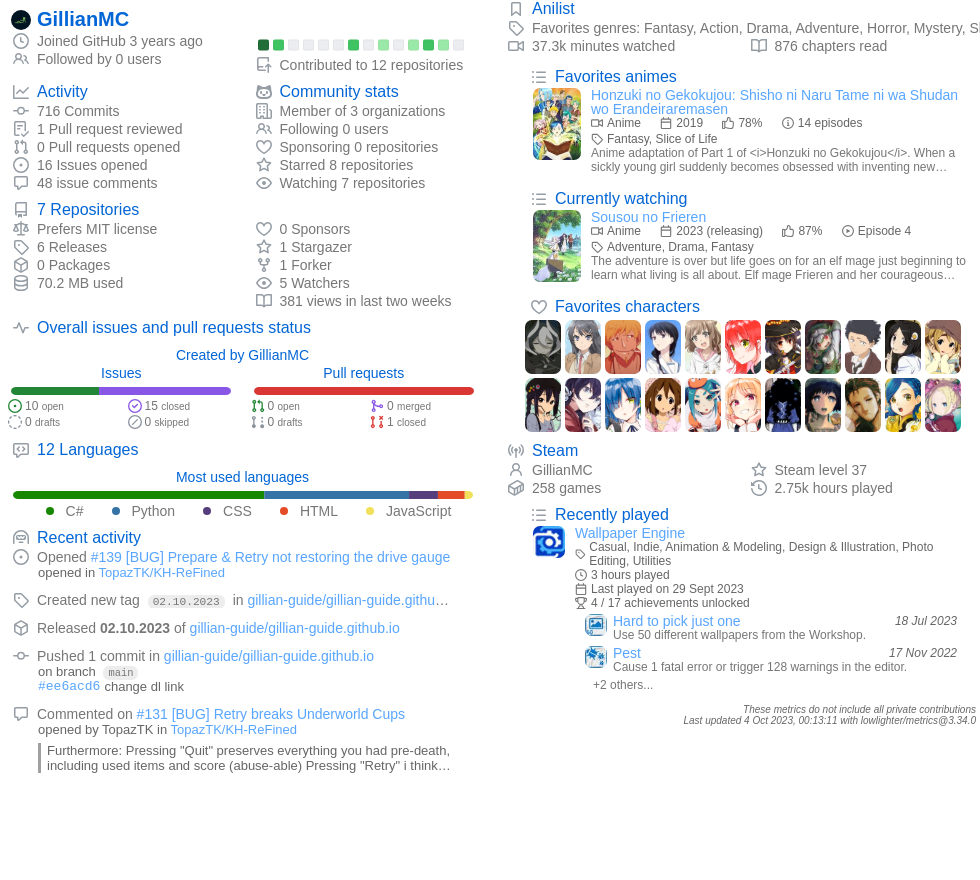 GillianMC
Joined GitHub 3 years ago
Followed by 0 users
Contributed to 12 repositories
Activity
716 Commits
1 Pull request reviewed
0 Pull requests opened
16 Issues opened
48 issue comments
Community stats
Member of 3 organizations
Following 0 users
Sponsoring 0 repositories
Starred 8 repositories
Watching 7 repositories
7 Repositories
Prefers MIT license
6 Releases
0 Packages
70.2 MB used
0 Sponsors
1 Stargazer
1 Forker
5 Watchers
381 views in last two weeks
Overall issues and pull requests status
Created by GillianMC
Issues
10 open
15 closed
0 drafts
0 skipped
Pull requests
0 open
0 merged
0 drafts
1 closed
12 Languages
Most used languages
C# Python CSS HTML JavaScript
Recent activity
Opened #139 [BUG] Prepare & Retry not restoring the drive gauge
opened in TopazTK/KH-ReFined
Created new tag 02.10.2023 in gillian-guide/gillian-guide.githu…
Released 02.10.2023 of gillian-guide/gillian-guide.github.io
Pushed 1 commit in gillian-guide/gillian-guide.github.io
on branch main
#ee6acd6 change dl link
Commented on #131 [BUG] Retry breaks Underworld Cups
opened by TopazTK in TopazTK/KH-ReFined
Furthermore: Pressing "Quit" preserves everything you had pre-death,
including used items and score (abuse-able) Pressing "Retry" i think…
Anilist
Favorites genres: Fantasy, Action, Drama, Adventure, Horror, Mystery, Sl
37.3k minutes watched
876 chapters read
Favorites animes
Honzuki no Gekokujou: Shisho ni Naru Tame ni wa Shudan
wo Erandeiraremasen
Anime 2019 78% 14 episodes
Fantasy, Slice of Life
Anime adaptation of Part 1 of <i>Honzuki no Gekokujou</i>. When a
sickly young girl suddenly becomes obsessed with inventing new…
Currently watching
Sousou no Frieren
Anime 2023 (releasing) 87% Episode 4
Adventure, Drama, Fantasy
The adventure is over but life goes on for an elf mage just beginning to
learn what living is all about. Elf mage Frieren and her courageous…
Favorites characters
Steam
GillianMC
Steam level 37
258 games
2.75k hours played
Recently played
Wallpaper Engine
Casual, Indie, Animation & Modeling, Design & Illustration, Photo
Editing, Utilities
3 hours played
Last played on 29 Sept 2023
4 / 17 achievements unlocked
Hard to pick just one 18 Jul 2023
Use 50 different wallpapers from the Workshop.
Pest 17 Nov 2022
Cause 1 fatal error or trigger 128 warnings in the editor.
+2 others...
These metrics do not include all private contributions
Last updated 4 Oct 2023, 00:13:11 with lowlighter/metrics@3.34.0